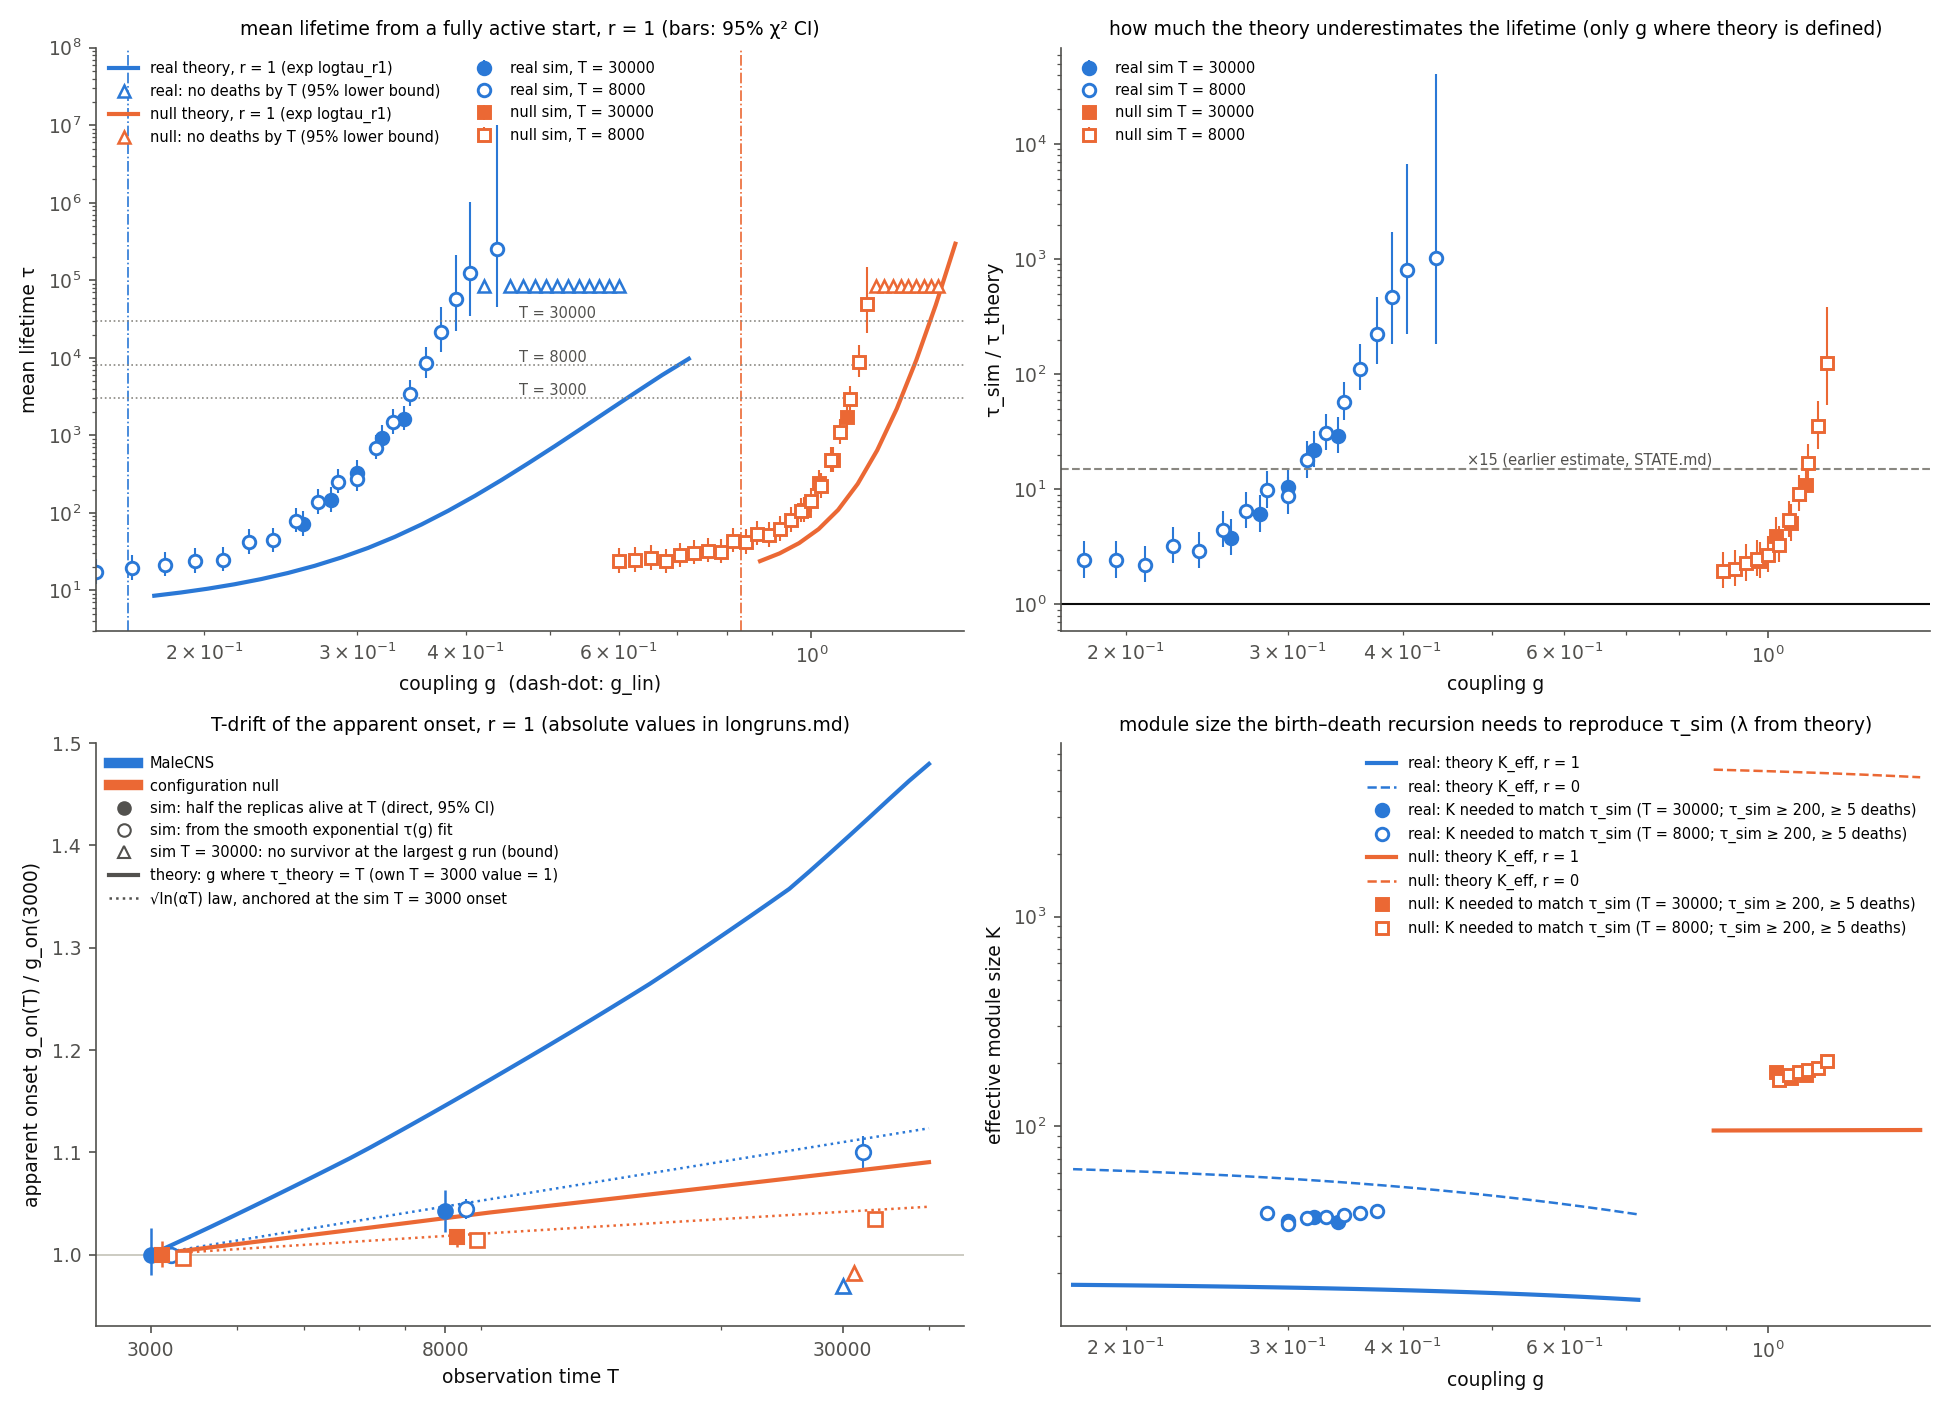 mean lifetime from a fully active start, r = 1 (bars: 95% χ² CI)
mean lifetime τ
10⁸
10⁷
10⁶
10⁵
10⁴
10³
10²
10¹
real theory, r = 1 (exp logtau_r1)
real: no deaths by T (95% lower bound)
null theory, r = 1 (exp logtau_r1)
null: no deaths by T (95% lower bound)
real sim, T = 30000
real sim, T = 8000
null sim, T = 30000
null sim, T = 8000
T = 30000
T = 8000
T = 3000
2 × 10⁻¹
3 × 10⁻¹
4 × 10⁻¹
6 × 10⁻¹
10⁰
coupling g (dash-dot: g_lin)
how much the theory underestimates the lifetime (only g where theory is defined)
τ_sim / τ_theory
10⁴
10³
10²
10¹
10⁰
real sim T = 30000
real sim T = 8000
null sim T = 30000
null sim T = 8000
×15 (earlier estimate, STATE.md)
2 × 10⁻¹
3 × 10⁻¹
4 × 10⁻¹
6 × 10⁻¹
10⁰
coupling g
T-drift of the apparent onset, r = 1 (absolute values in longruns.md)
apparent onset g_on(T) / g_on(3000)
1.5
1.4
1.3
1.2
1.1
1.0
MaleCNS
configuration null
sim: half the replicas alive at T (direct, 95% CI)
sim: from the smooth exponential τ(g) fit
sim T = 30000: no survivor at the largest g run (bound)
theory: g where τ_theory = T (own T = 3000 value = 1)
√ln(αT) law, anchored at the sim T = 3000 onset
3000
8000
30000
observation time T
module size the birth–death recursion needs to reproduce τ_sim (λ from theory)
effective module size K
10³
10²
real: theory K_eff, r = 1
real: theory K_eff, r = 0
real: K needed to match τ_sim (T = 30000; τ_sim ≥ 200, ≥ 5 deaths)
real: K needed to match τ_sim (T = 8000; τ_sim ≥ 200, ≥ 5 deaths)
null: theory K_eff, r = 1
null: theory K_eff, r = 0
null: K needed to match τ_sim (T = 30000; τ_sim ≥ 200, ≥ 5 deaths)
null: K needed to match τ_sim (T = 8000; τ_sim ≥ 200, ≥ 5 deaths)
2 × 10⁻¹
3 × 10⁻¹
4 × 10⁻¹
6 × 10⁻¹
10⁰
coupling g